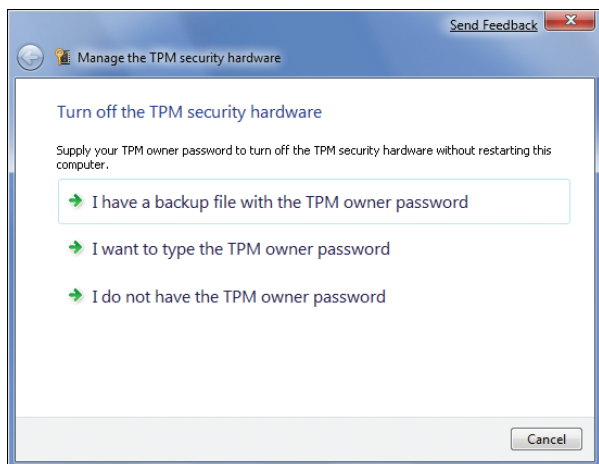 Send Feedback
Manage the TPM security hardware
Turn off the TPM security hardware
Supply your TPM owner password to turn off the TPM security hardware without restarting this
computer.
I have a backup file with the TPM owner password
I want to type the TPM owner password
I do not have the TPM owner password
Cancel